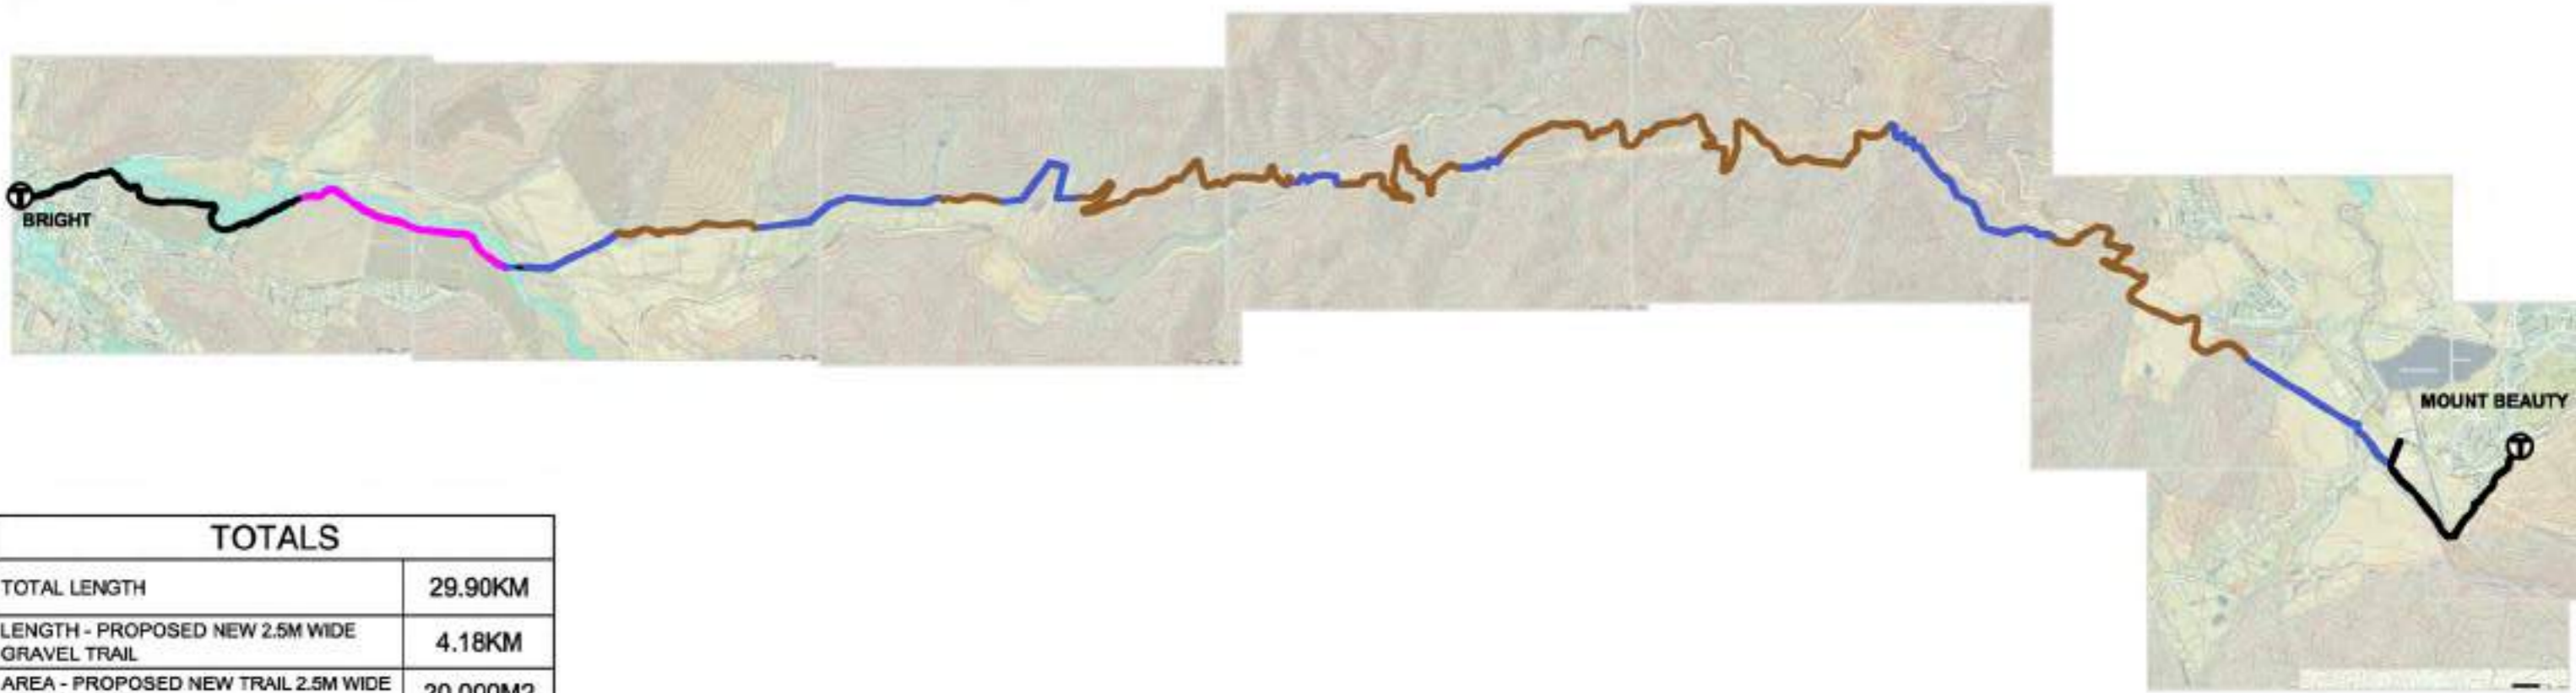 T
BRIGHT
MOUNT BEAUTY
T
TOTALS
TOTAL LENGTH 29.90KM
LENGTH - PROPOSED NEW 2.5M WIDE
GRAVEL TRAIL 4.18KM
AREA - PROPOSED NEW TRAIL 2.5M WIDE